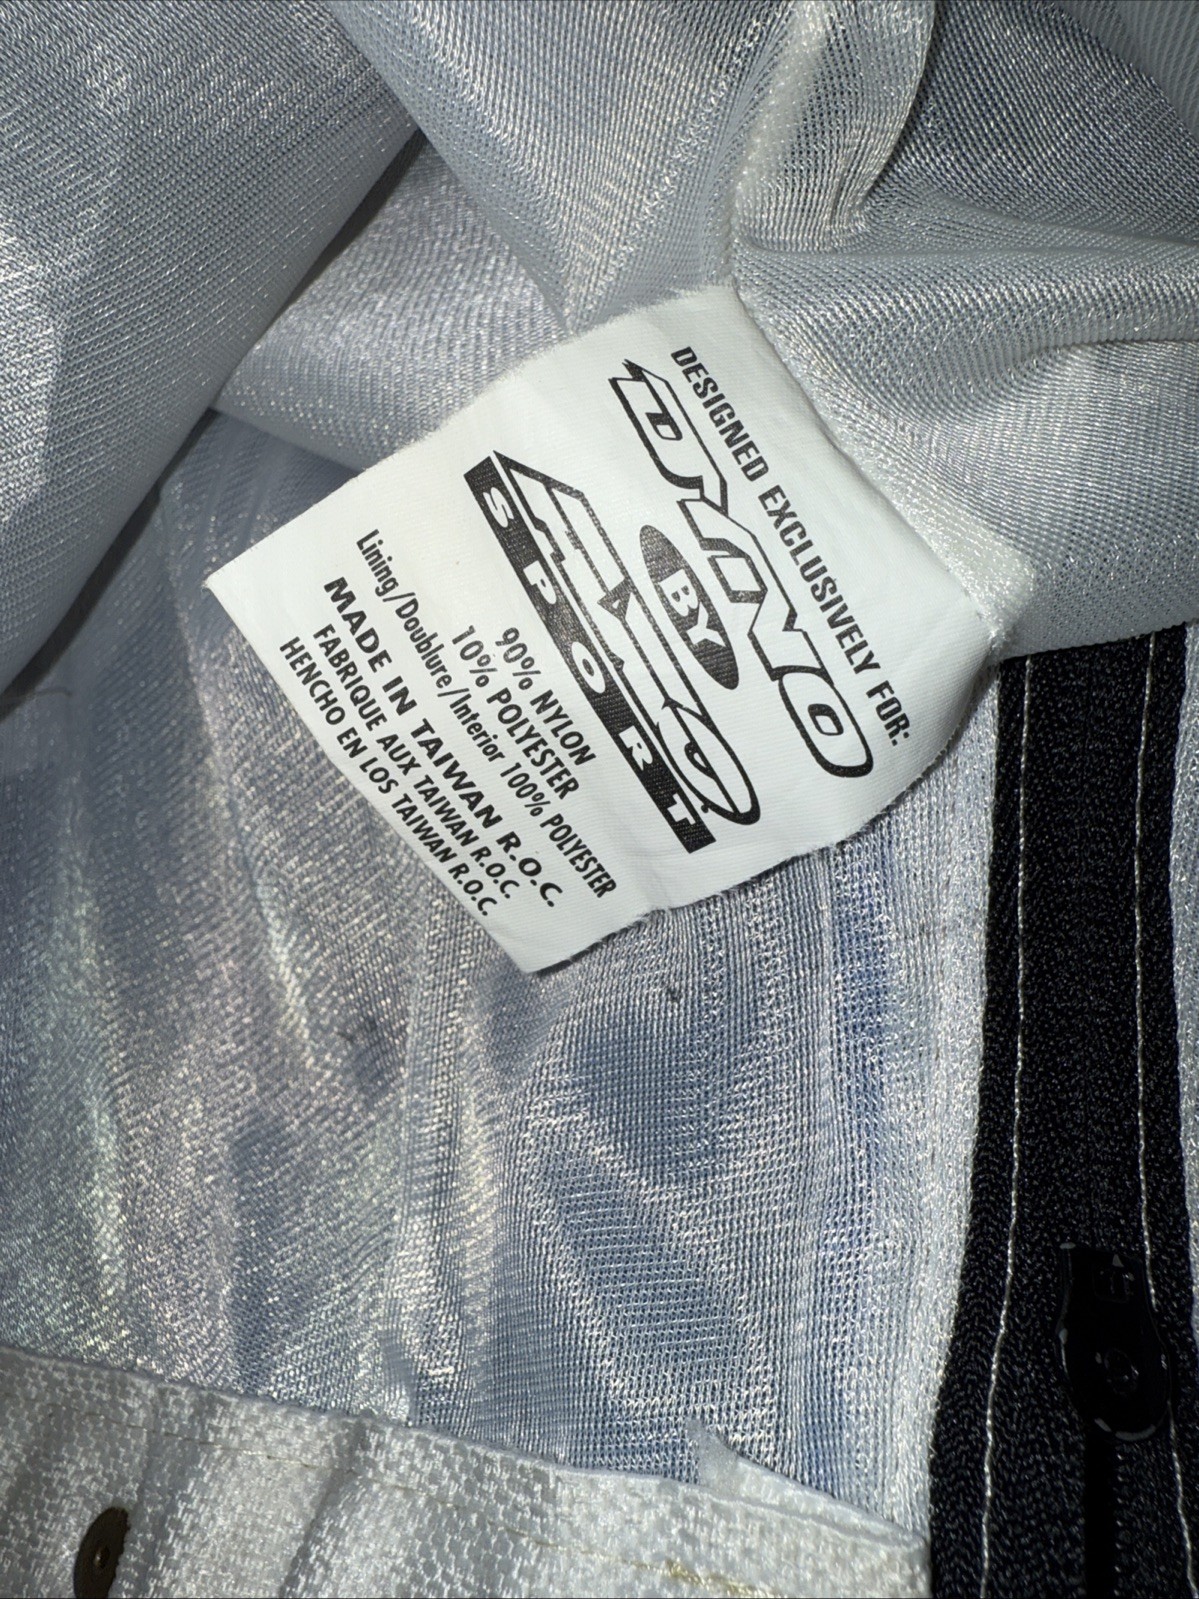 DESIGNED EXCLUSIVELY FOR:
DYNO
BY
AXO
SPORT
90% NYLON
10% POLYESTER
Lining/Doublure/Interior 100% POLYESTER
MADE IN TAIWAN R.O.C.
FABRIQUE AUX TAIWAN R.O.C.
HENCHO EN LOS TAIWAN R.O.C.